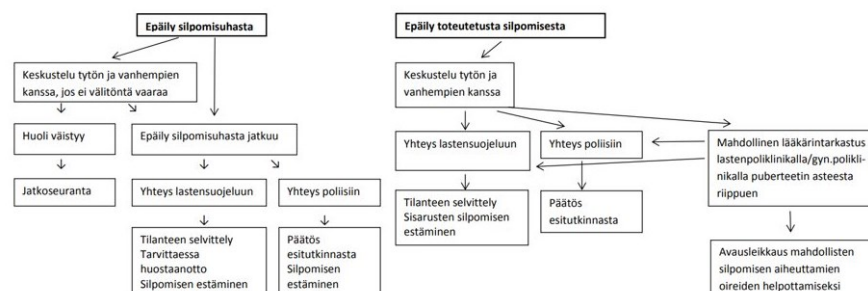 Epäily silpomisuhasta
Keskustelu tytön ja vanhempien
kanssa, jos ei välitöntä vaaraa
Huoli väistyy
Epäily silpomisuhasta jatkuu
Jatkoseuranta
Yhteys lastensuojeluun
Yhteys poliisiin
Tilanteen selvittely
Tarvittaessa
huostaanotto
Silpomisen estäminen
Päätös
esitutkinnasta
Silpomisen
estäminen
Epäily toteutetusta silpomisesta
Keskustelu tytön ja
vanhempien kanssa
Yhteys lastensuojeluun
Yhteys poliisiin
Mahdollinen lääkärintarkastus
lastenpoliklinikalla/gyn.polikli-
nikalla puberteetin asteesta
riippuen
Tilanteen selvittely
Sisarusten silpomisen
estäminen
Päätös
esitutkinnasta
Avausleikkaus mahdollisten
silpomisen aiheuttamien
oireiden helpottamiseksi